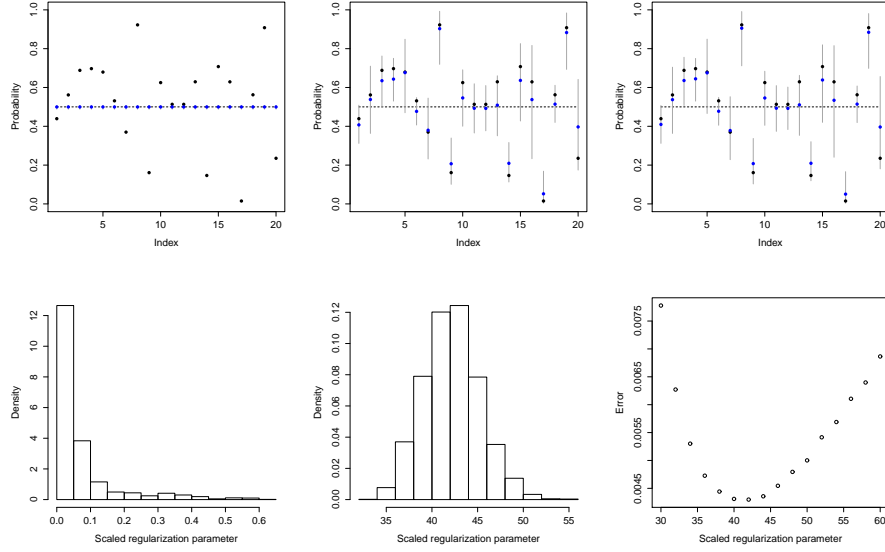 Probability
0.0 0.2 0.4 0.6 0.8 1.0
5 10 15 20
Index
Probability
0.0 0.2 0.4 0.6 0.8 1.0
5 10 15 20
Index
Probability
0.0 0.2 0.4 0.6 0.8 1.0
5 10 15 20
Index
Density
0 2 4 6 8 10 12
0.0 0.1 0.2 0.3 0.4 0.5 0.6
Scaled regularization parameter
Density
0.00 0.02 0.04 0.06 0.08 0.10 0.12
35 40 45 50 55
Scaled regularization parameter
Error
0.0045 0.0055 0.0065 0.0075
30 35 40 45 50 55 60
Scaled regularization parameter